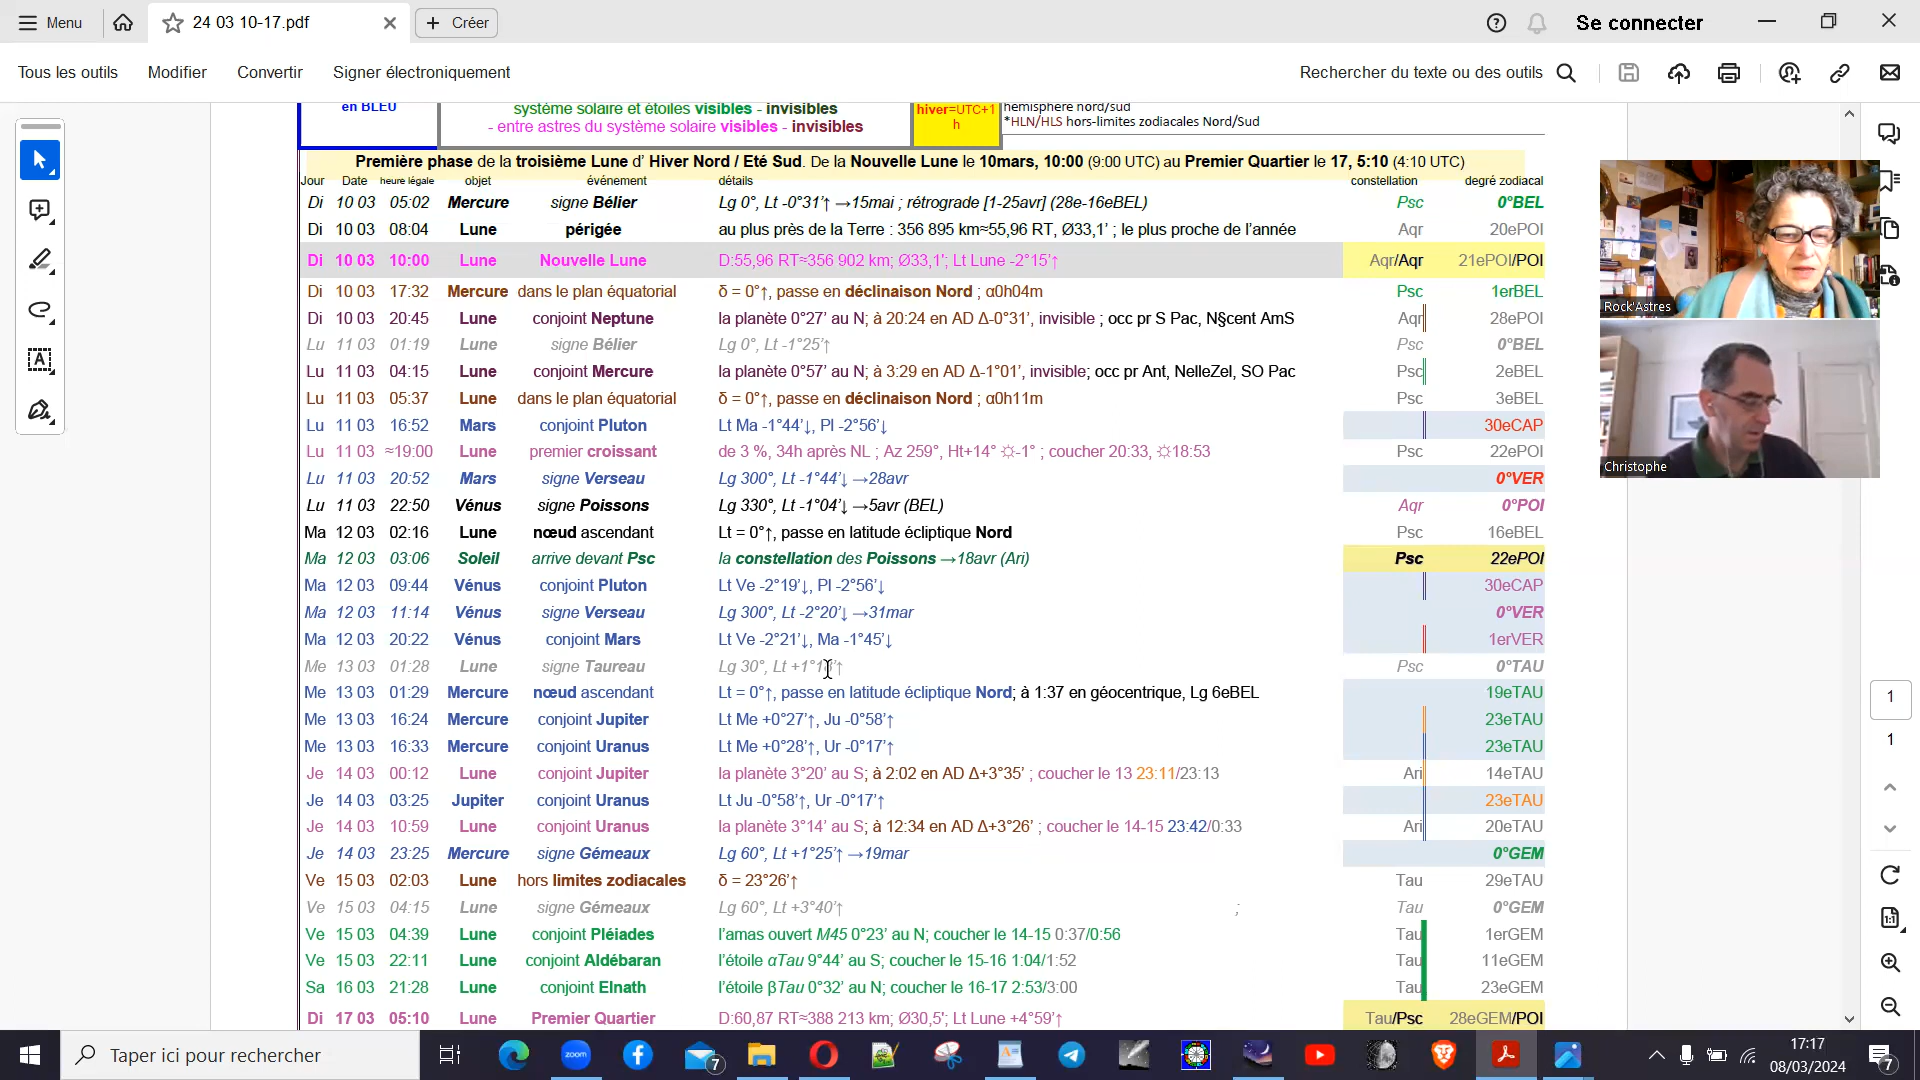 Menu
24 03 10-17.pdf
Créer
Se connecter
Tous les outils Modifier Convertir Signer électroniquement
Rechercher du texte ou des outils
en BLEU
système solaire et étoiles visibles - invisibles
- entre astres du système solaire visibles - invisibles
hiver=UTC+1
h
hémisphère nord/sud
*HLN/HLS hors-limites zodiacales Nord/Sud
Première phase de la troisième Lune d' Hiver Nord / Eté Sud. De la Nouvelle Lune le 10mars, 10:00 (9:00 UTC) au Premier Quartier le 17, 5:10 (4:10 UTC)
Jour Date heure légale objet événement détails constellation degré zodiacal
Di 10 03 05:02 Mercure signe Bélier Lg 0°, Lt -0°31'↑ →15mai ; rétrograde [1-25avr] (28e-16eBEL) Psc 0°BEL
Di 10 03 08:04 Lune périgée au plus près de la Terre : 356 895 km≈55,96 RT, Ø33,1' ; le plus proche de l'année Aqr 20ePOI
Di 10 03 10:00 Lune Nouvelle Lune D:55,96 RT≈356 902 km; Ø33,1'; Lt Lune -2°15'↑ Aqr/Aqr 21ePOI/POI
Di 10 03 17:32 Mercure dans le plan équatorial δ = 0°↑, passe en déclinaison Nord ; α0h04m Psc 1erBEL
Di 10 03 20:45 Lune conjoint Neptune la planète 0°27' au N; à 20:24 en AD Δ-0°31', invisible ; occ pr S Pac, N§cent AmS Aqr 28ePOI
Lu 11 03 01:19 Lune signe Bélier Lg 0°, Lt -1°25'↑ Psc 0°BEL
Lu 11 03 04:15 Lune conjoint Mercure la planète 0°57' au N; à 3:29 en AD Δ-1°01', invisible; occ pr Ant, NelleZel, SO Pac Psc 2eBEL
Lu 11 03 05:37 Lune dans le plan équatorial δ = 0°↑, passe en déclinaison Nord ; α0h11m Psc 3eBEL
Lu 11 03 16:52 Mars conjoint Pluton Lt Ma -1°44'↓, Pl -2°56'↓ 30eCAP
Lu 11 03 ≈19:00 Lune premier croissant de 3 %, 34h après NL ; Az 259°, Ht+14° ☼-1° ; coucher 20:33, ☼18:53 Psc 22ePOI
Lu 11 03 20:52 Mars signe Verseau Lg 300°, Lt -1°44'↓ →28avr 0°VER
Lu 11 03 22:50 Vénus signe Poissons Lg 330°, Lt -1°04'↓ →5avr (BEL) Aqr 0°POI
Ma 12 03 02:16 Lune nœud ascendant Lt = 0°↑, passe en latitude écliptique Nord Psc 16eBEL
Ma 12 03 03:06 Soleil arrive devant Psc la constellation des Poissons →18avr (Ari) Psc 22ePOI
Ma 12 03 09:44 Vénus conjoint Pluton Lt Ve -2°19'↓, Pl -2°56'↓ 30eCAP
Ma 12 03 11:14 Vénus signe Verseau Lg 300°, Lt -2°20'↓ →31mar 0°VER
Ma 12 03 20:22 Vénus conjoint Mars Lt Ve -2°21'↓, Ma -1°45'↓ 1erVER
Me 13 03 01:28 Lune signe Taureau Lg 30°, Lt Psc 0°TAU
Me 13 03 01:29 Mercure nœud ascendant Lt = 0°↑, passe en latitude écliptique Nord; à 1:37 en géocentrique, Lg 6eBEL 19eTAU
Me 13 03 16:24 Mercure conjoint Jupiter Lt Me +0°27'↑, Ju -0°58'↑ 23eTAU
Me 13 03 16:33 Mercure conjoint Uranus Lt Me +0°28'↑, Ur -0°17'↑ 23eTAU
Je 14 03 00:12 Lune conjoint Jupiter la planète 3°20' au S; à 2:02 en AD Δ+3°35' ; coucher le 13 23:11/23:13 Ari 14eTAU
Je 14 03 03:25 Jupiter conjoint Uranus Lt Ju -0°58'↑, Ur -0°17'↑ 23eTAU
Je 14 03 10:59 Lune conjoint Uranus la planète 3°14' au S; à 12:34 en AD Δ+3°26' ; coucher le 14-15 23:42/0:33 Ari 20eTAU
Je 14 03 23:25 Mercure signe Gémeaux Lg 60°, Lt +1°25'↑ →19mar 0°GEM
Ve 15 03 02:03 Lune hors limites zodiacales δ = 23°26'↑ Tau 29eTAU
Ve 15 03 04:15 Lune signe Gémeaux Lg 60°, Lt +3°40'↑ ; Tau 0°GEM
Ve 15 03 04:39 Lune conjoint Pléiades l'amas ouvert M45 0°23' au N; coucher le 14-15 0:37/0:56 Tau 1erGEM
Ve 15 03 22:11 Lune conjoint Aldébaran l'étoile αTau 9°44' au S; coucher le 15-16 1:04/1:52 Tau 11eGEM
Sa 16 03 21:28 Lune conjoint Elnath l'étoile βTau 0°32' au N; coucher le 16-17 2:53/3:00 Tau 23eGEM
Di 17 03 05:10 Lune Premier Quartier D:60,87 RT≈388 213 km; Ø30,5'; Lt Lune +4°59'↑ Tau/Psc 28eGEM/POI
Rock'Astres
Christophe
1
1
Taper ici pour rechercher
zoom
7
17:17
08/03/2024
7